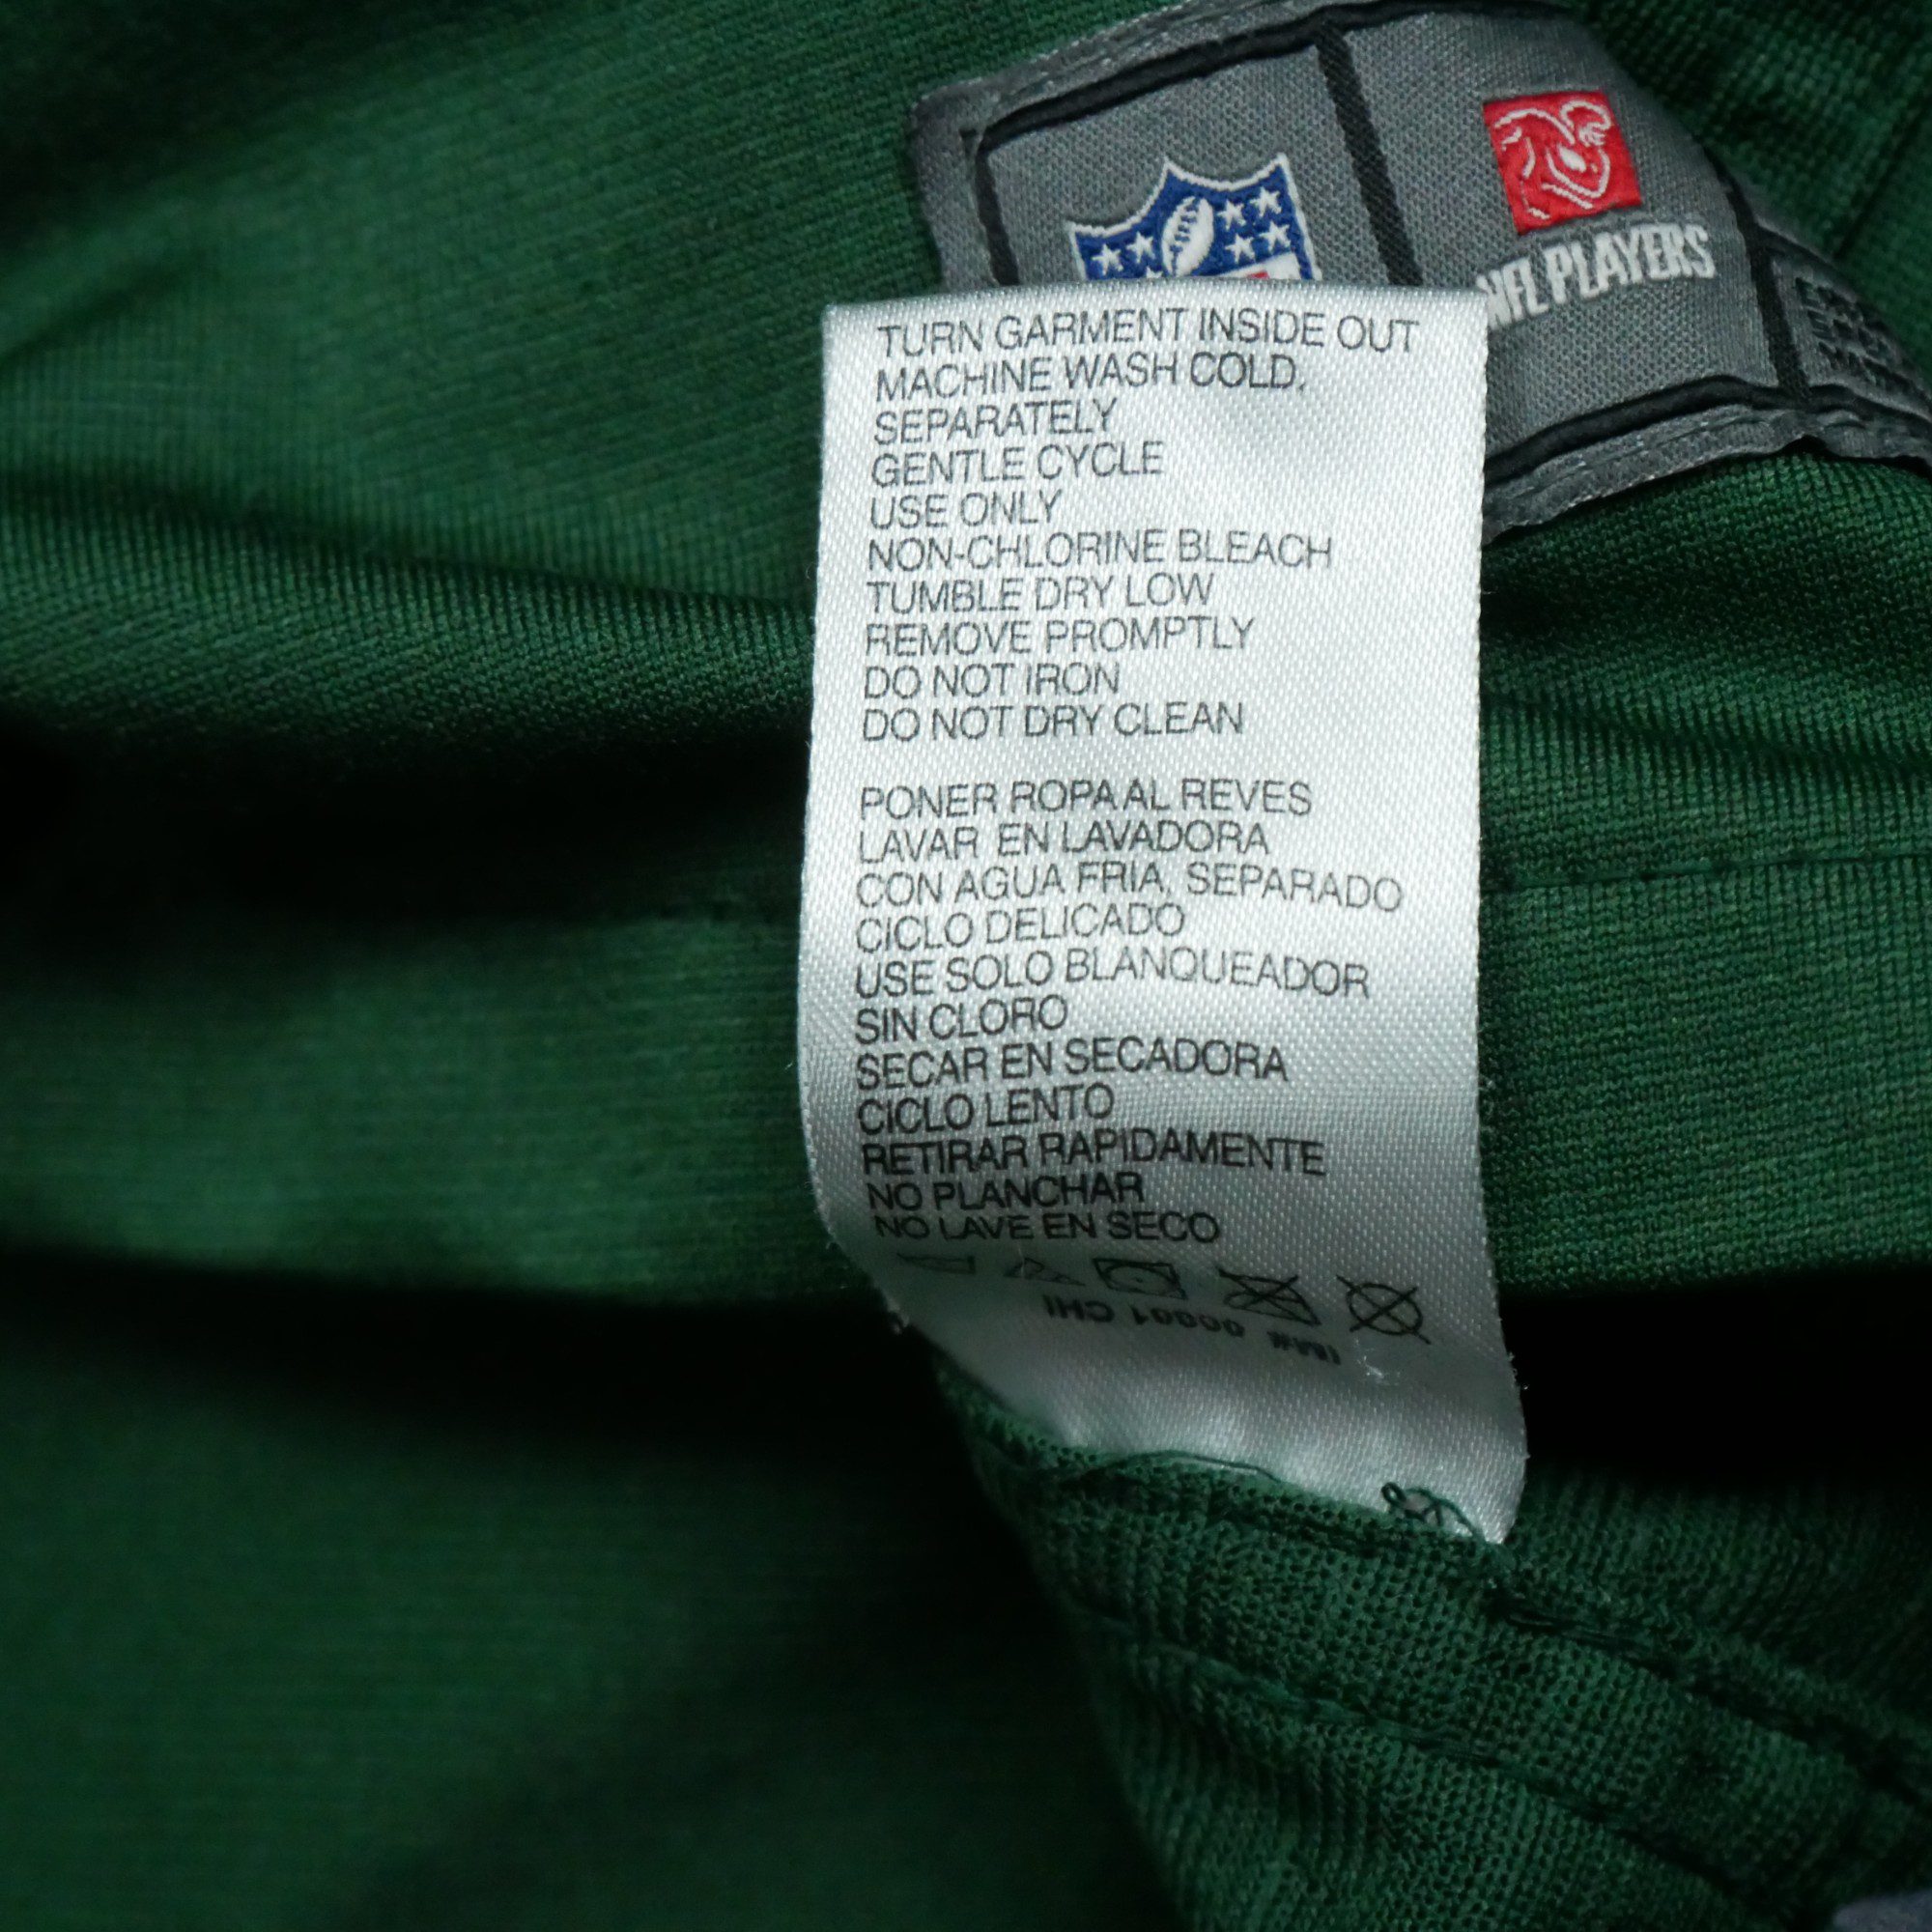 NFL PLAYERS
TURN GARMENT INSIDE OUT
MACHINE WASH COLD,
SEPARATELY
GENTLE CYCLE
USE ONLY
NON-CHLORINE BLEACH
TUMBLE DRY LOW
REMOVE PROMPTLY
DO NOT IRON
DO NOT DRY CLEAN
PONER ROPA AL REVES
LAVAR EN LAVADORA
CON AGUA FRIA, SEPARADO
CICLO DELICADO
USE SOLO BLANQUEADOR
SIN CLORO
SECAR EN SECADORA
CICLO LENTO
RETIRAR RAPIDAMENTE
NO PLANCHAR
NO LAVE EN SECO
IM# 00001 CHI